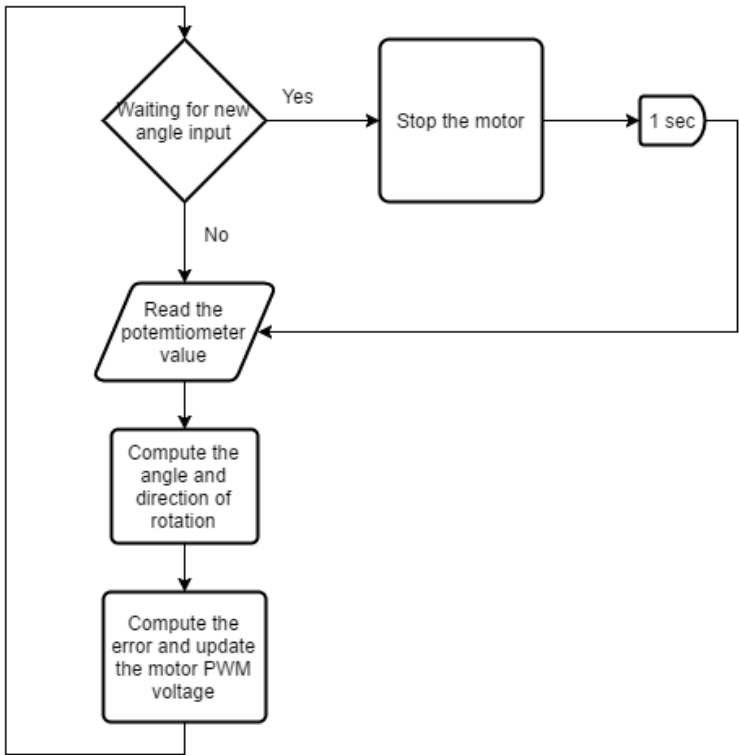 Waiting for new
angle input
Yes
Stop the motor
1 sec
No
Read the
potemtiometer
value
Compute the
angle and
direction of
rotation
Compute the
error and update
the motor PWM
voltage